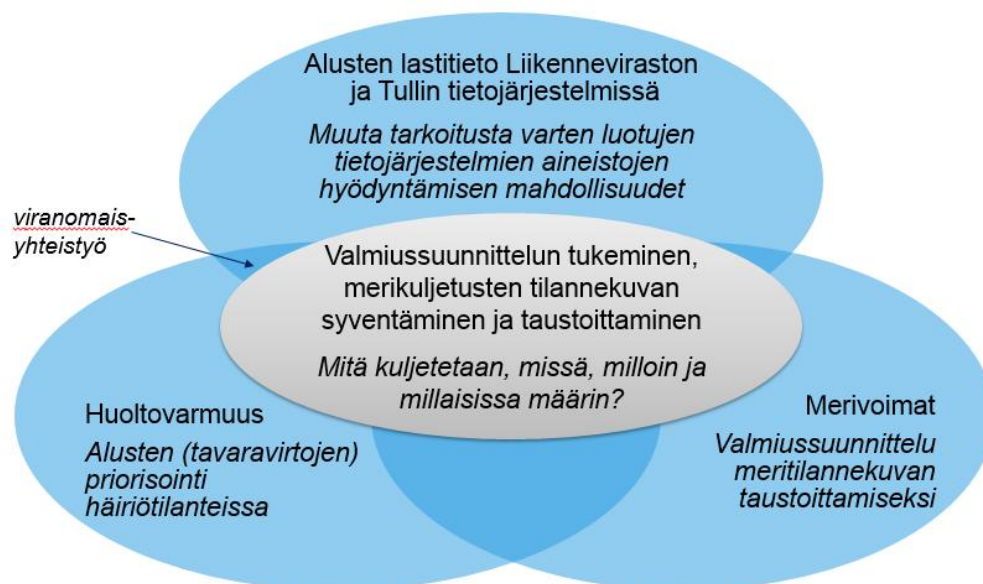 Alusten lastitieto Liikenneviraston
ja Tullin tietojärjestelmissä
Muuta tarkoitusta varten luotujen
tietojärjestelmien aineistojen
hyödyntämisen mahdollisuudet
viranomais-
yhteistyö
Valmiussuunnittelun tukeminen,
merikuljetusten tilannekuvan
syventäminen ja taustoittaminen
Mitä kuljetetaan, missä, milloin ja
millaisissa määrin?
Huoltovarmuus
Alusten (tavaravirtojen)
priorisointi
häiriötilanteissa
Merivoimat
Valmiussuunnittelu
meritilannekuvan
taustoittamiseksi